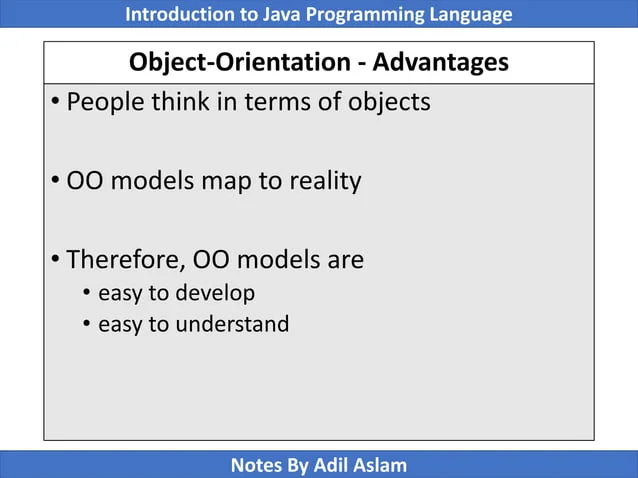 Introduction to Java Programming Language
Object-Orientation - Advantages
• People think in terms of objects
• OO models map to reality
• Therefore, OO models are
• easy to develop
• easy to understand
Notes By Adil Aslam